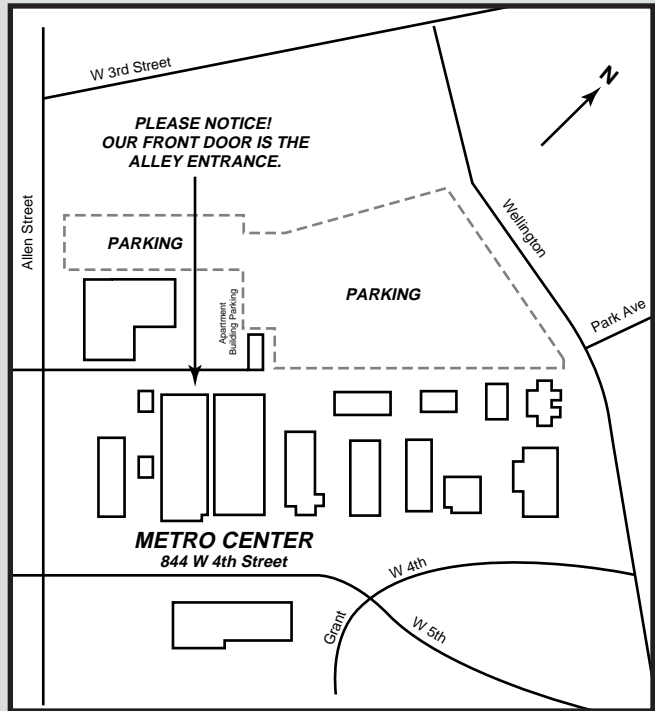 W 3rd Street
N
PLEASE NOTICE!
OUR FRONT DOOR IS THE
ALLEY ENTRANCE.
Allen Street
PARKING
Wellington
PARKING
Apartment
Building Parking
Park Ave
METRO CENTER
844 W 4th Street
W 4th
Grant
W 5th